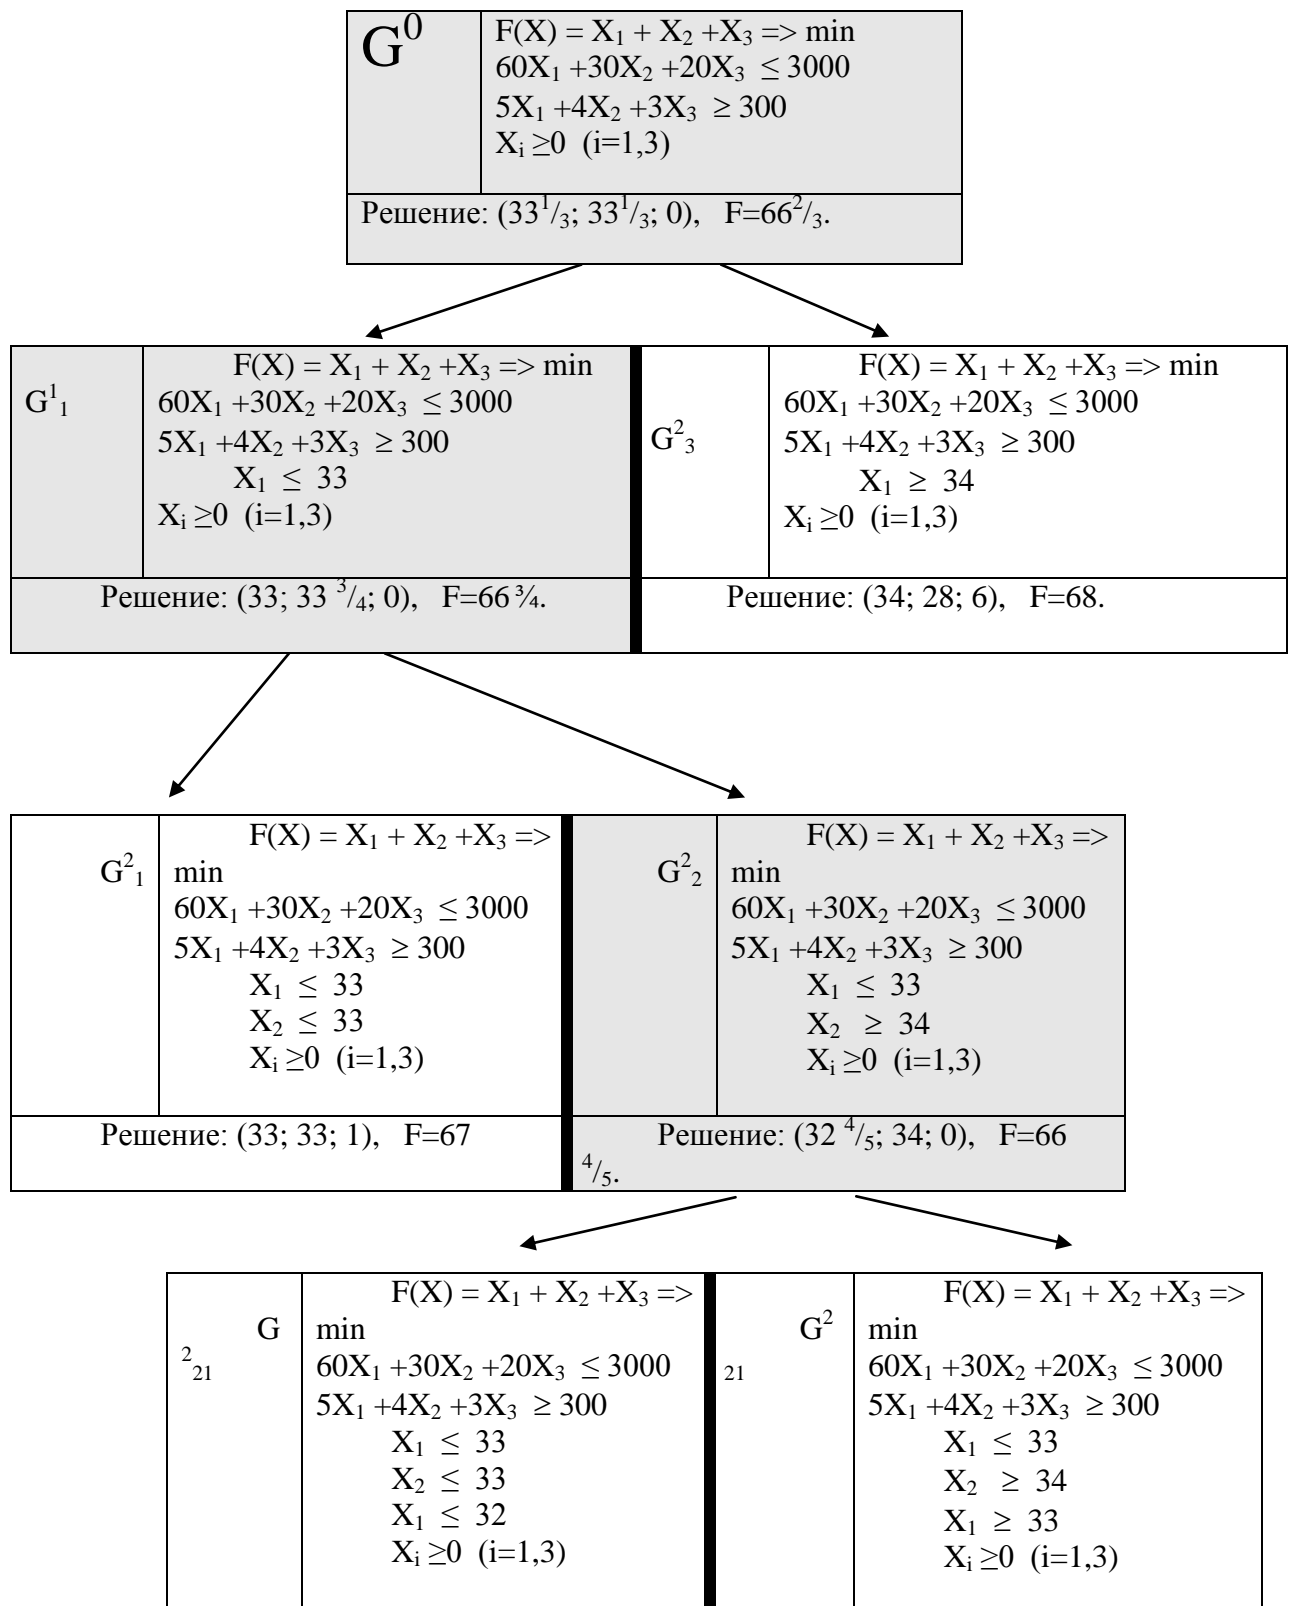 G⁰
F(X) = X₁ + X₂ +X₃ => min
60X₁ +30X₂ +20X₃ ≤ 3000
5X₁ +4X₂ +3X₃ ≥ 300
Xᵢ ≥0 (i=1,3)
Решение: (33¹/₃; 33¹/₃; 0), F=66²/₃.
G¹₁
F(X) = X₁ + X₂ +X₃ => min
60X₁ +30X₂ +20X₃ ≤ 3000
5X₁ +4X₂ +3X₃ ≥ 300
X₁ ≤ 33
Xᵢ ≥0 (i=1,3)
Решение: (33; 33 ³/₄; 0), F=66 ¾.
G²₃
F(X) = X₁ + X₂ +X₃ => min
60X₁ +30X₂ +20X₃ ≤ 3000
5X₁ +4X₂ +3X₃ ≥ 300
X₁ ≥ 34
Xᵢ ≥0 (i=1,3)
Решение: (34; 28; 6), F=68.
G²₁
F(X) = X₁ + X₂ +X₃ =>
min
60X₁ +30X₂ +20X₃ ≤ 3000
5X₁ +4X₂ +3X₃ ≥ 300
X₁ ≤ 33
X₂ ≤ 33
Xᵢ ≥0 (i=1,3)
Решение: (33; 33; 1), F=67
G²₂
F(X) = X₁ + X₂ +X₃ =>
min
60X₁ +30X₂ +20X₃ ≤ 3000
5X₁ +4X₂ +3X₃ ≥ 300
X₁ ≤ 33
X₂ ≥ 34
Xᵢ ≥0 (i=1,3)
Решение: (32 ⁴/₅; 34; 0), F=66
⁴/₅.
G
²₂₁
F(X) = X₁ + X₂ +X₃ =>
min
60X₁ +30X₂ +20X₃ ≤ 3000
5X₁ +4X₂ +3X₃ ≥ 300
X₁ ≤ 33
X₂ ≤ 33
X₁ ≤ 32
Xᵢ ≥0 (i=1,3)
G²
₂₁
F(X) = X₁ + X₂ +X₃ =>
min
60X₁ +30X₂ +20X₃ ≤ 3000
5X₁ +4X₂ +3X₃ ≥ 300
X₁ ≤ 33
X₂ ≥ 34
X₁ ≥ 33
Xᵢ ≥0 (i=1,3)